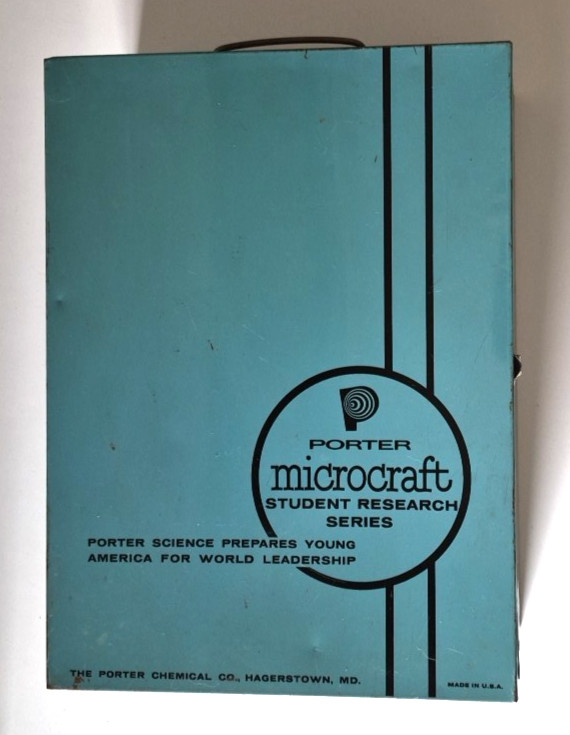 P
PORTER
microcraft
STUDENT RESEARCH
SERIES
PORTER SCIENCE PREPARES YOUNG
AMERICA FOR WORLD LEADERSHIP
THE PORTER CHEMICAL CO., HAGERSTOWN, MD.
MADE IN U.S.A.